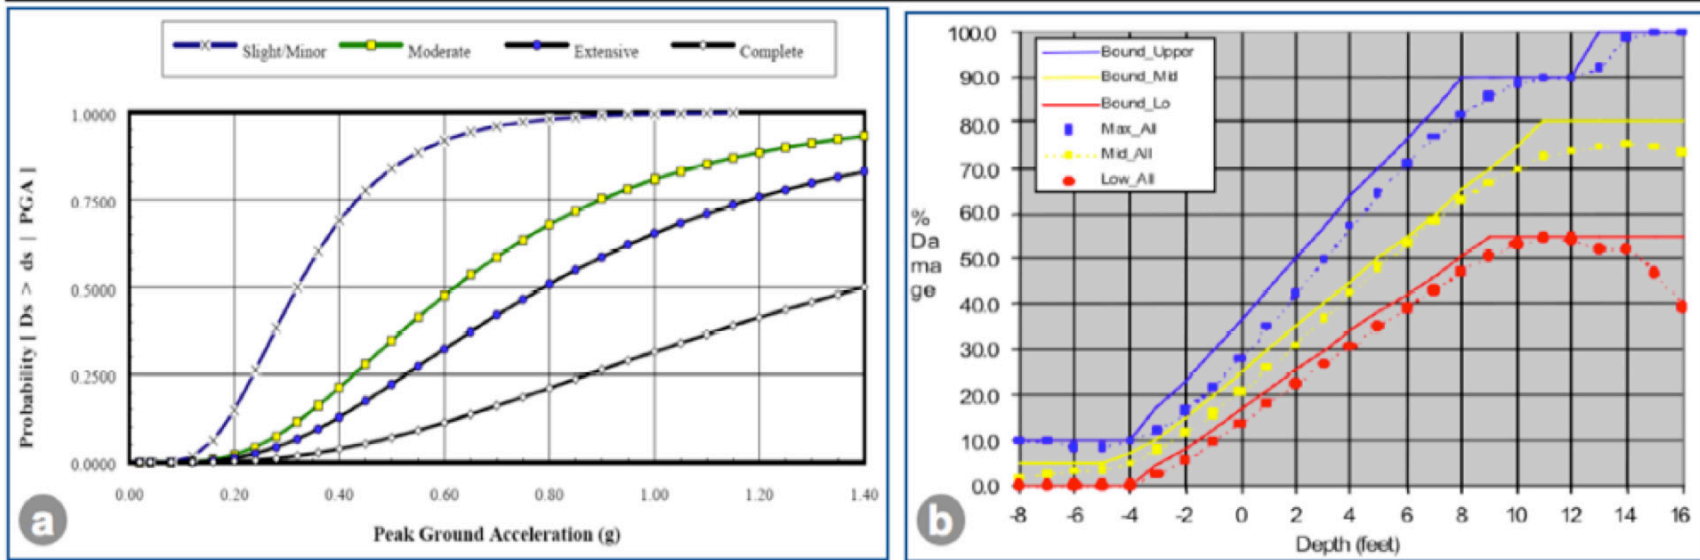 Slight/Minor Moderate Extensive Complete
1.0000
0.7500
0.5000
0.2500
0.0000
Probability [ Ds > ds | PGA ]
0.00 0.20 0.40 0.60 0.80 1.00 1.20 1.40
Peak Ground Acceleration (g)
a
Bound_Upper
Bound_Mid
Bound_Lo
Max_All
Mid_All
Low_All
100.0
90.0
80.0
70.0
60.0
50.0
40.0
30.0
20.0
10.0
0.0
%
Da
ma
ge
-8 -6 -4 -2 0 2 4 6 8 10 12 14 16
Depth (feet)
b